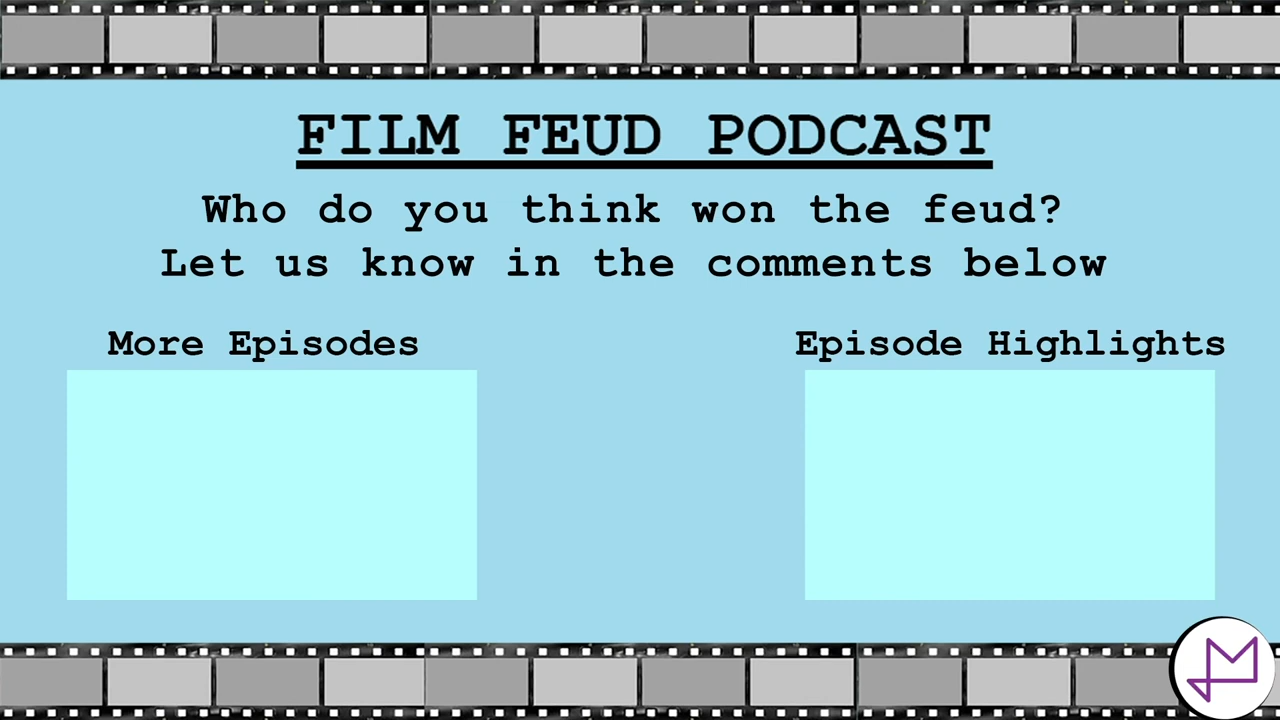 FILM FEUD PODCAST
Who do you think won the feud?
Let us know in the comments below
More Episodes
Episode Highlights